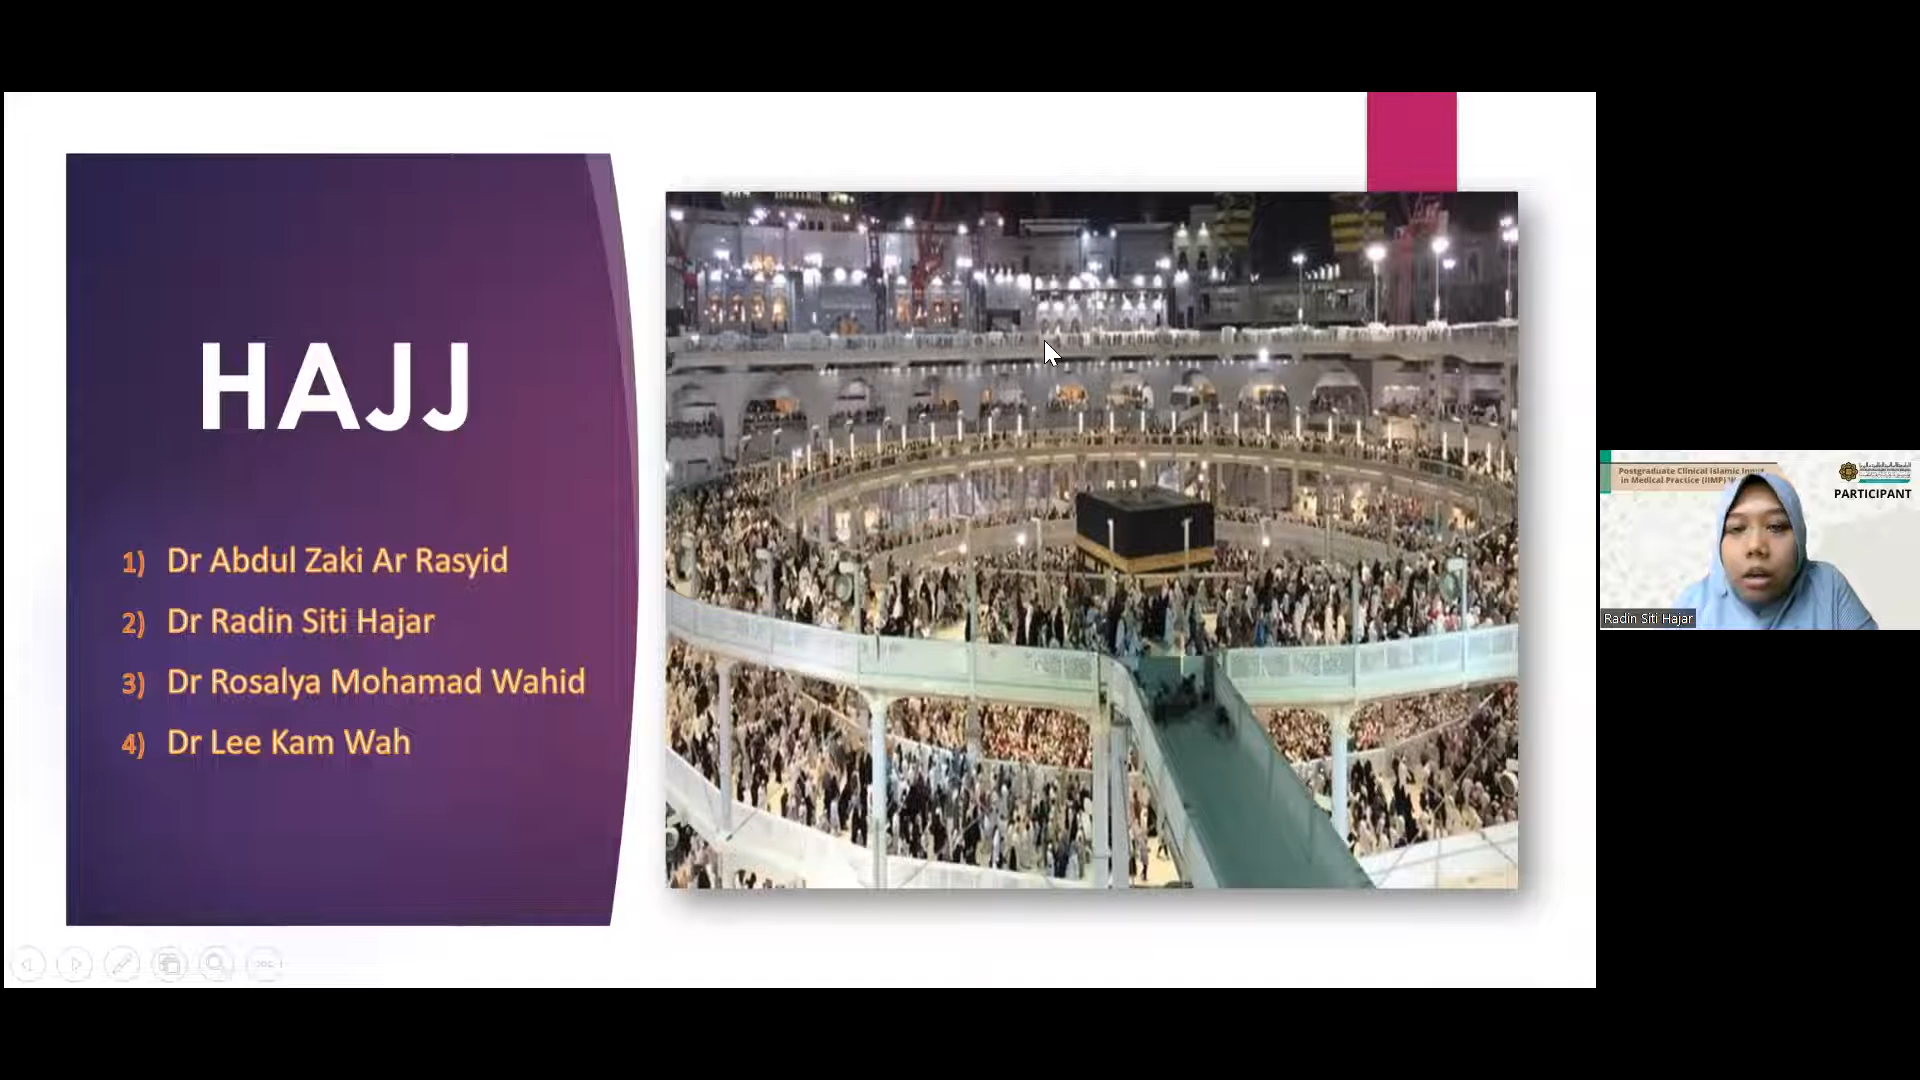 HAJJ
1) Dr Abdul Zaki Ar Rasyid
2) Dr Radin Siti Hajar
3) Dr Rosalya Mohamad Wahid
4) Dr Lee Kam Wah
Postgraduate Clinical Islamic Input
in Medical Practice (IIMP)
PARTICIPANT
Radin Siti Hajar